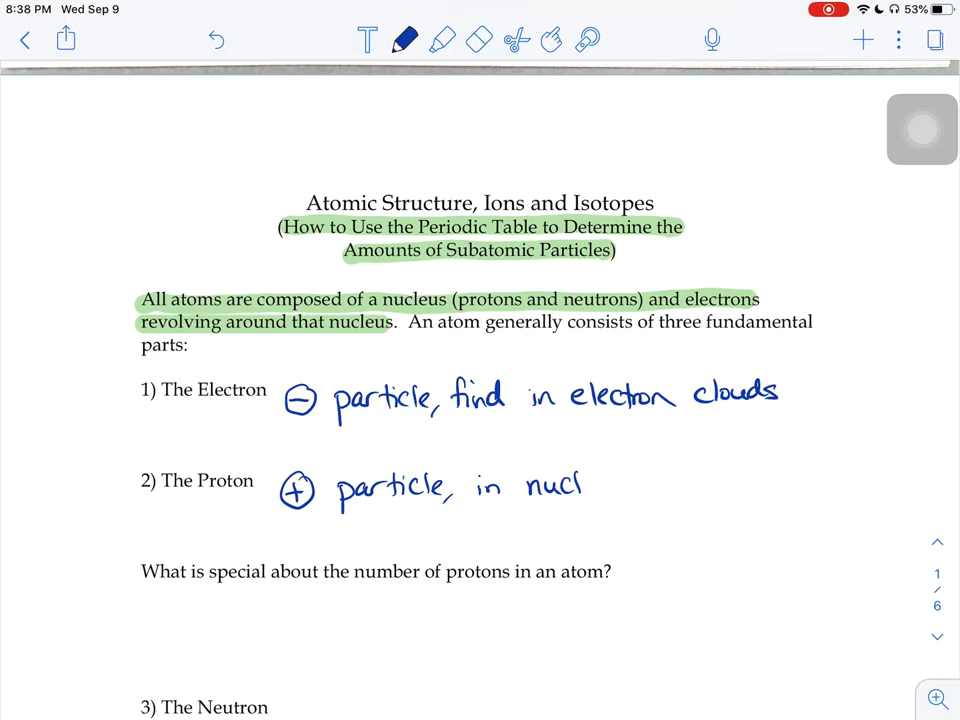 8:38 PM Wed Sep 9
53%
T
Atomic Structure, Ions and Isotopes
(How to Use the Periodic Table to Determine the
Amounts of Subatomic Particles)
All atoms are composed of a nucleus (protons and neutrons) and electrons
revolving around that nucleus. An atom generally consists of three fundamental
parts:
1) The Electron ⊖ particle, find in electron clouds
2) The Proton ⊕ particle, in nucl
What is special about the number of protons in an atom?
3) The Neutron
1
/
6